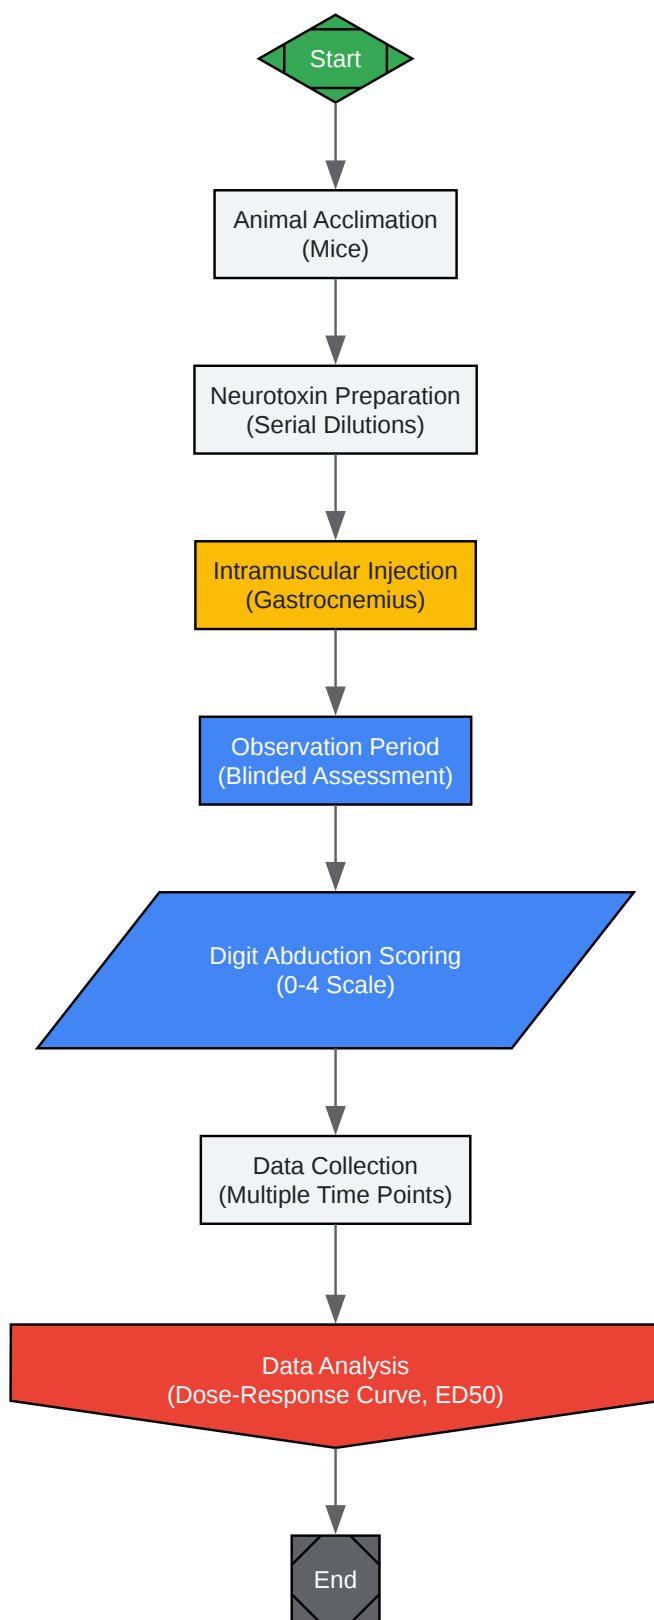 Start
Animal Acclimation
(Mice)
Neurotoxin Preparation
(Serial Dilutions)
Intramuscular Injection
(Gastrocnemius)
Observation Period
(Blinded Assessment)
Digit Abduction Scoring
(0-4 Scale)
Data Collection
(Multiple Time Points)
Data Analysis
(Dose-Response Curve, ED50)
End